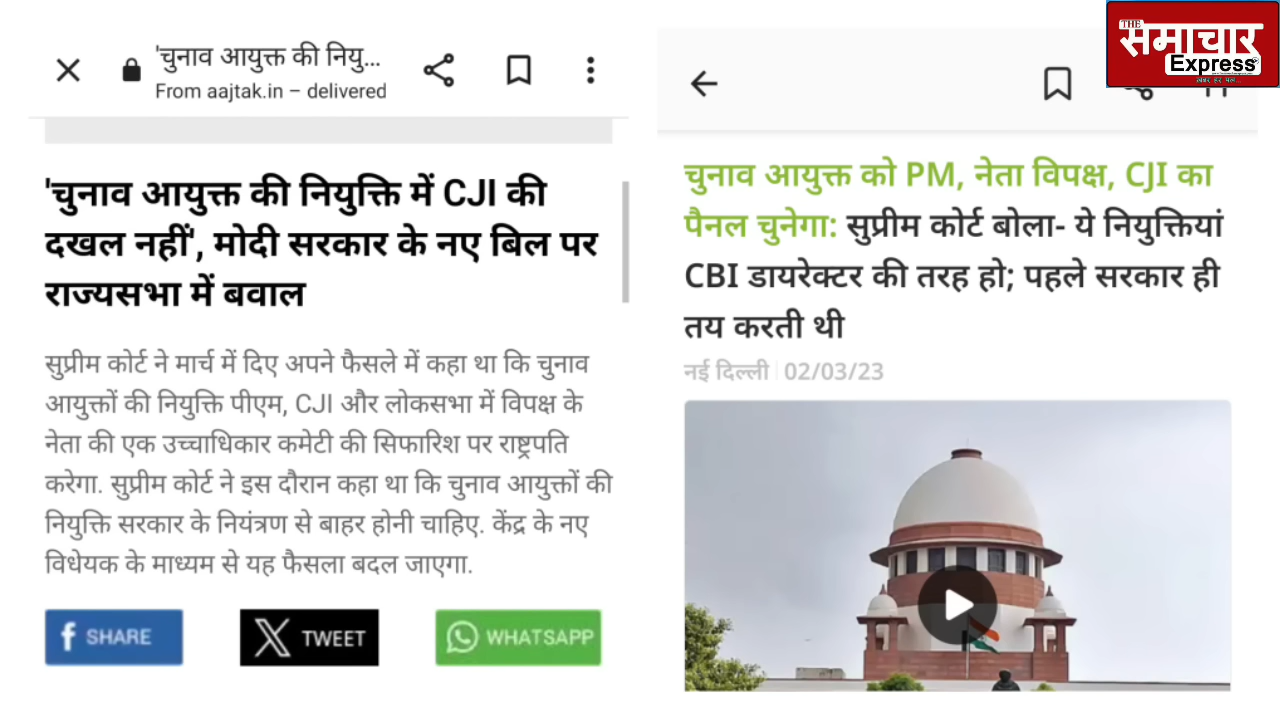 'चुनाव आयुक्त की नियु...
From aajtak.in – delivered
'चुनाव आयुक्त की नियुक्ति में CJI की
दखल नहीं', मोदी सरकार के नए बिल पर
राज्यसभा में बवाल
सुप्रीम कोर्ट ने मार्च में दिए अपने फैसले में कहा था कि चुनाव
आयुक्तों की नियुक्ति पीएम, CJI और लोकसभा में विपक्ष के
नेता की एक उच्चाधिकार कमेटी की सिफारिश पर राष्ट्रपति
करेगा. सुप्रीम कोर्ट ने इस दौरान कहा था कि चुनाव आयुक्तों की
नियुक्ति सरकार के नियंत्रण से बाहर होनी चाहिए. केंद्र के नए
विधेयक के माध्यम से यह फैसला बदल जाएगा.
SHARE
TWEET
WHATSAPP
THE
समाचार
Express
चुनाव आयुक्त को PM, नेता विपक्ष, CJI का
पैनल चुनेगा: सुप्रीम कोर्ट बोला- ये नियुक्तियां
CBI डायरेक्टर की तरह हो; पहले सरकार ही
तय करती थी
नई दिल्ली 02/03/23